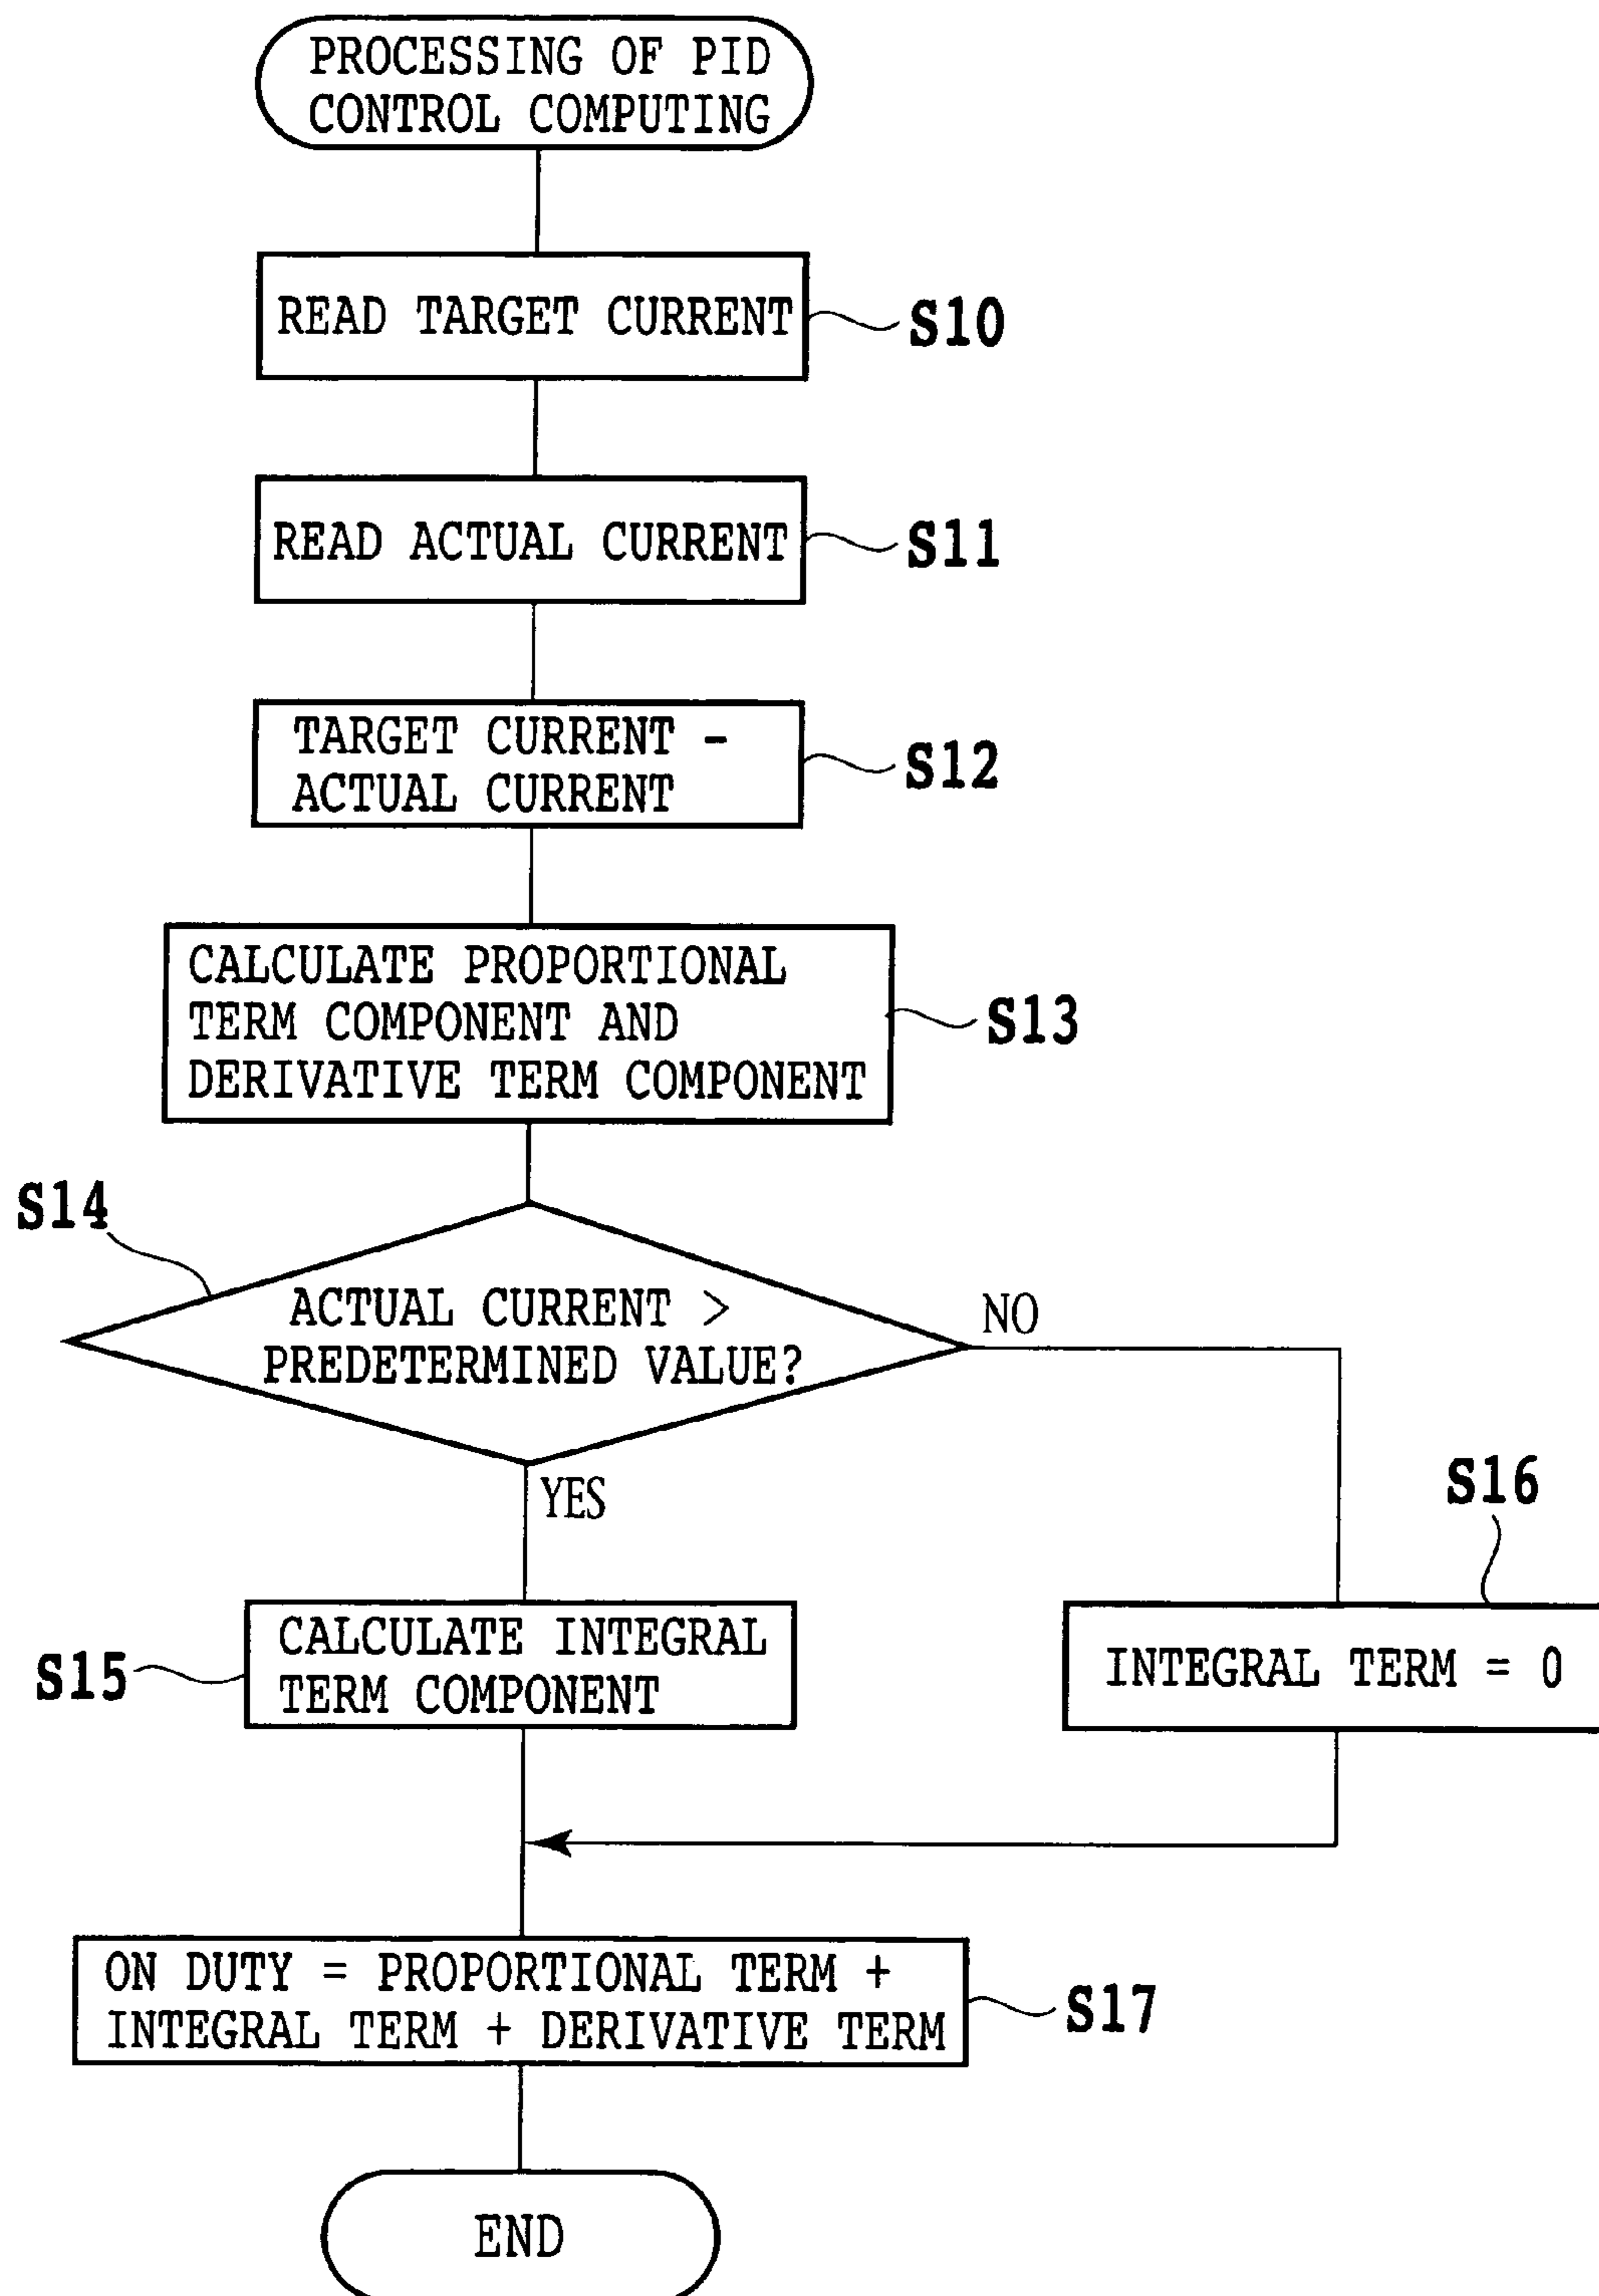 PROCESSING OF PID
CONTROL COMPUTING
READ TARGET CURRENT
S10
READ ACTUAL CURRENT
S11
TARGET CURRENT -
ACTUAL CURRENT
S12
CALCULATE PROPORTIONAL
TERM COMPONENT AND
DERIVATIVE TERM COMPONENT
S13
S14
ACTUAL CURRENT >
PREDETERMINED VALUE?
NO
YES
S16
CALCULATE INTEGRAL
TERM COMPONENT
S15
INTEGRAL TERM = 0
ON DUTY = PROPORTIONAL TERM +
INTEGRAL TERM + DERIVATIVE TERM
S17
END